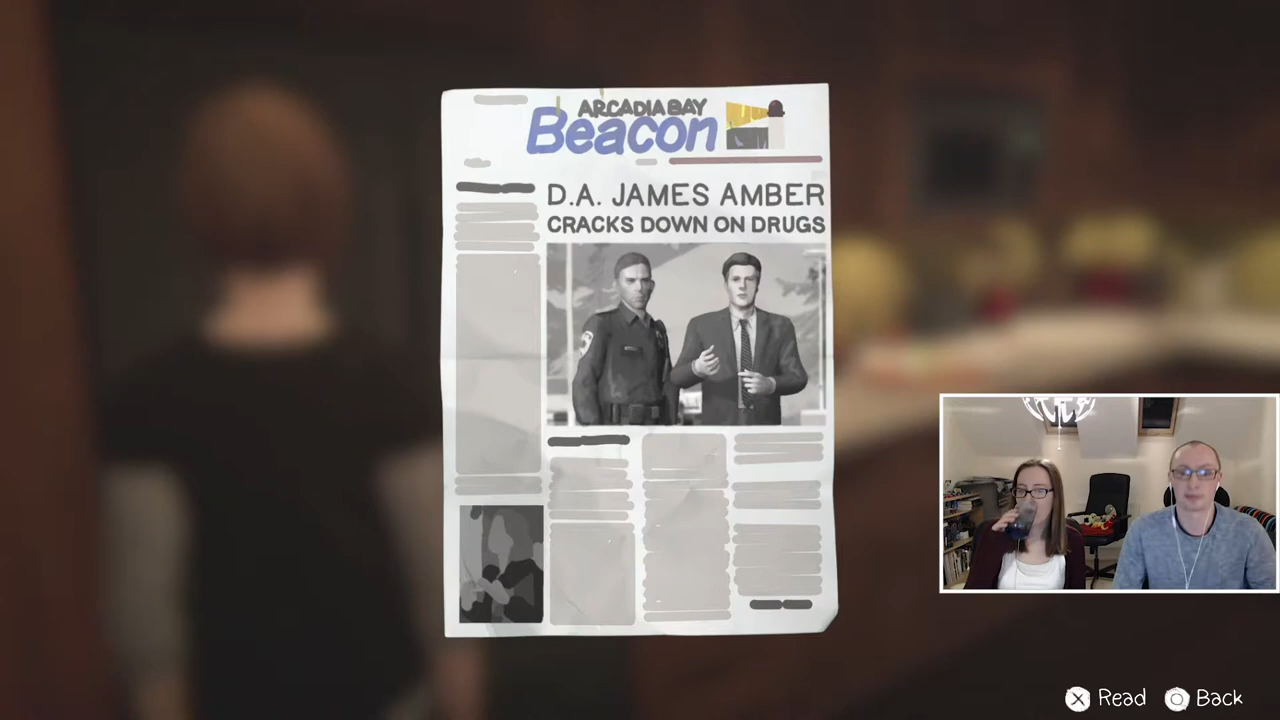 ARCADIA BAY
Beacon
D.A. JAMES AMBER
CRACKS DOWN ON DRUGS
Read
Back